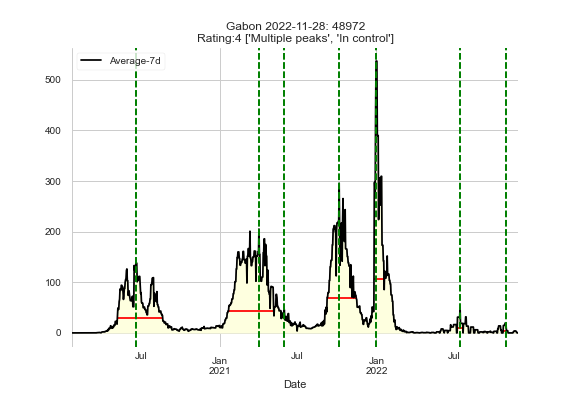 Gabon 2022-11-28: 48972
Rating:4 ['Multiple peaks', 'In control']
Average-7d
500
400
300
200
100
0
Jul
Jan
2021
Jul
Jan
2022
Jul
Date